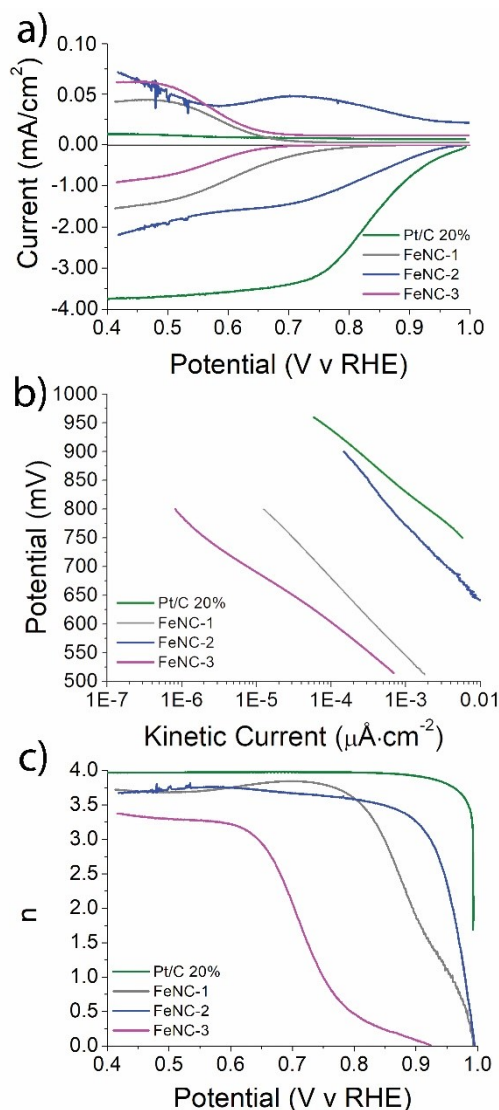 a)
0.10
0.05
0.00
-1.00
-2.00
-3.00
-4.00
Current (mA/cm²)
Pt/C 20%
FeNC-1
FeNC-2
FeNC-3
0.4 0.5 0.6 0.7 0.8 0.9 1.0
Potential (V v RHE)
b)
1000
950
900
850
800
750
700
650
600
550
500
Potential (mV)
Pt/C 20%
FeNC-1
FeNC-2
FeNC-3
1E-7 1E-6 1E-5 1E-4 1E-3 0.01
Kinetic Current (µÅ·cm⁻²)
c)
4.0
3.5
3.0
2.5
2.0
1.5
1.0
0.5
0.0
n
Pt/C 20%
FeNC-1
FeNC-2
FeNC-3
0.4 0.5 0.6 0.7 0.8 0.9 1.0
Potential (V v RHE)